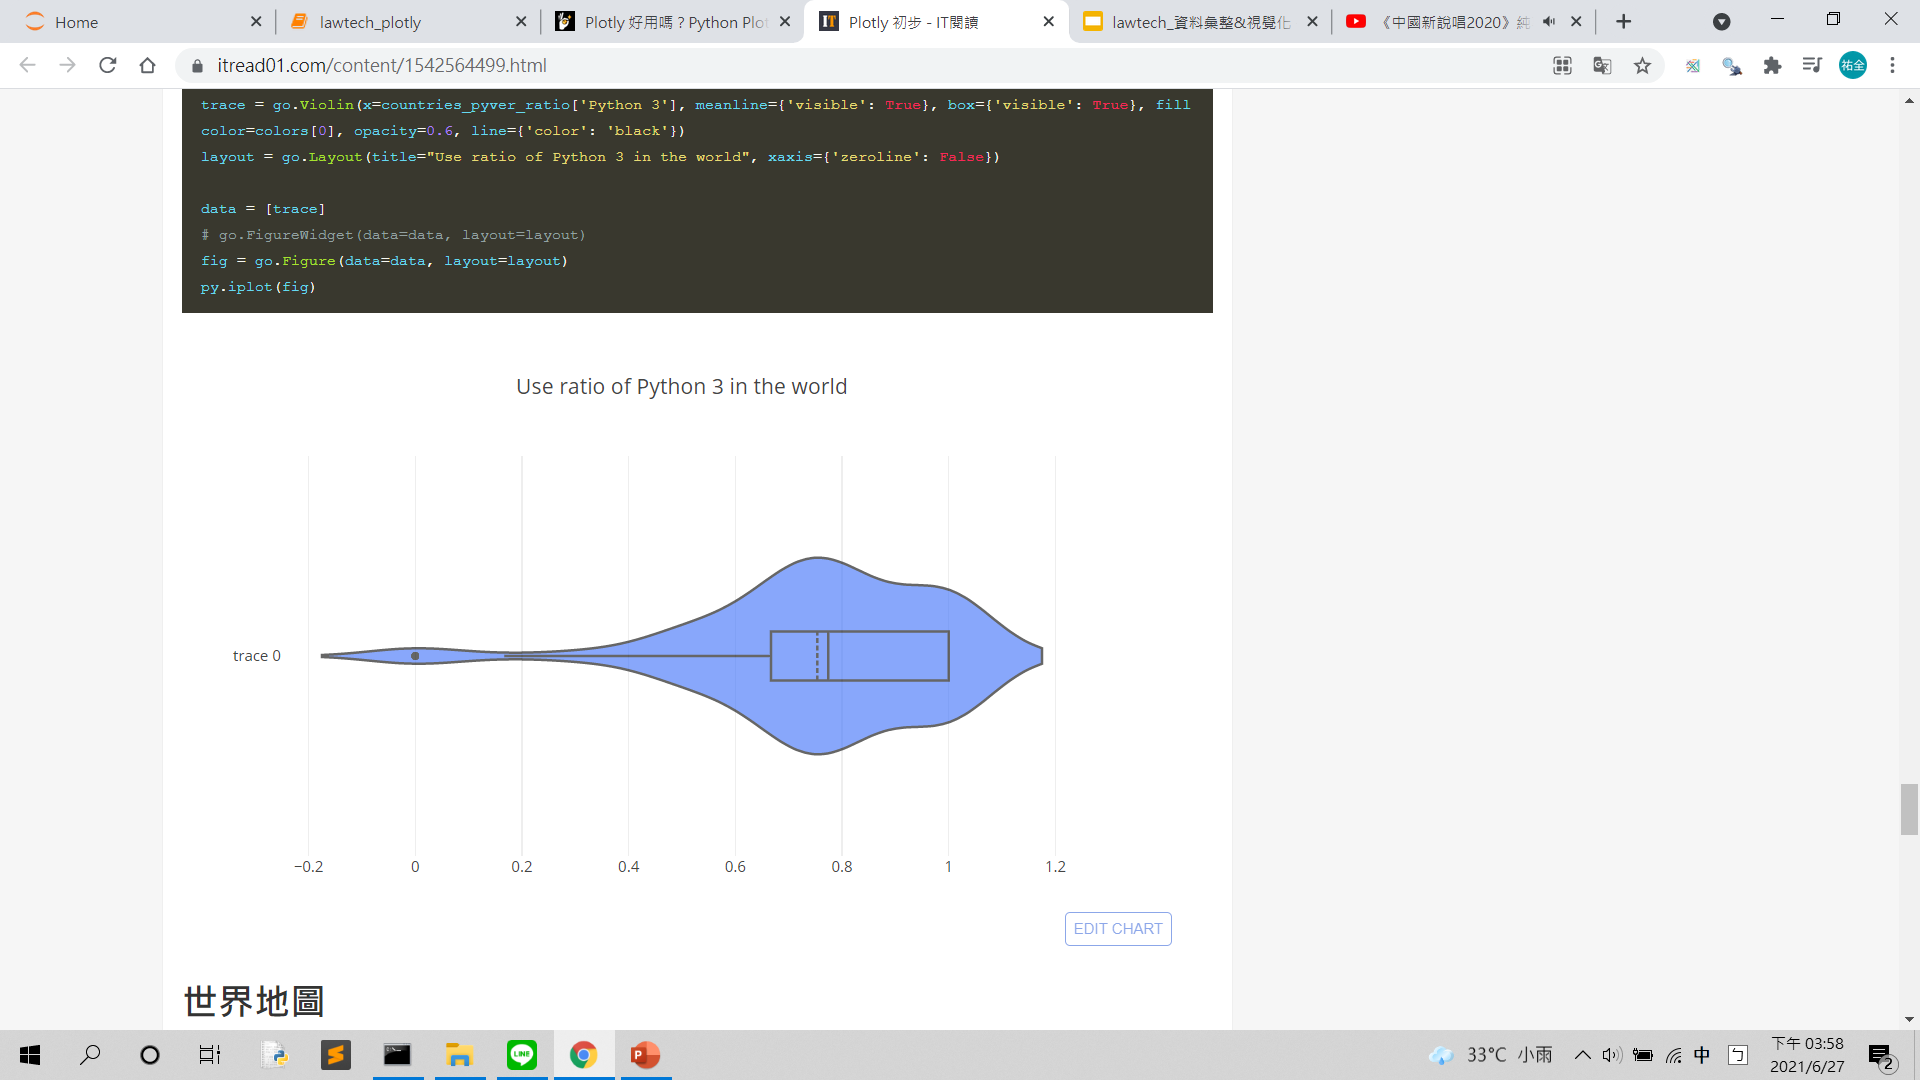 Home
lawtech_plotly
Plotly 好用嗎？Python Plot
Plotly 初步 - IT閱讀
lawtech_資料彙整&視覺化
《中國新說唱2020》純
itread01.com/content/1542564499.html
祐全
trace = go.Violin(x=countries_pyver_ratio['Python 3'], meanline={'visible': True}, box={'visible': True}, fill
color=colors[0], opacity=0.6, line={'color': 'black'})
layout = go.Layout(title="Use ratio of Python 3 in the world", xaxis={'zeroline': False})
data = [trace]
# go.FigureWidget(data=data, layout=layout)
fig = go.Figure(data=data, layout=layout)
py.iplot(fig)
Use ratio of Python 3 in the world
trace 0
−0.2 0 0.2 0.4 0.6 0.8 1 1.2
EDIT CHART
世界地圖
33°C 小雨
中
下午 03:58
2021/6/27
2